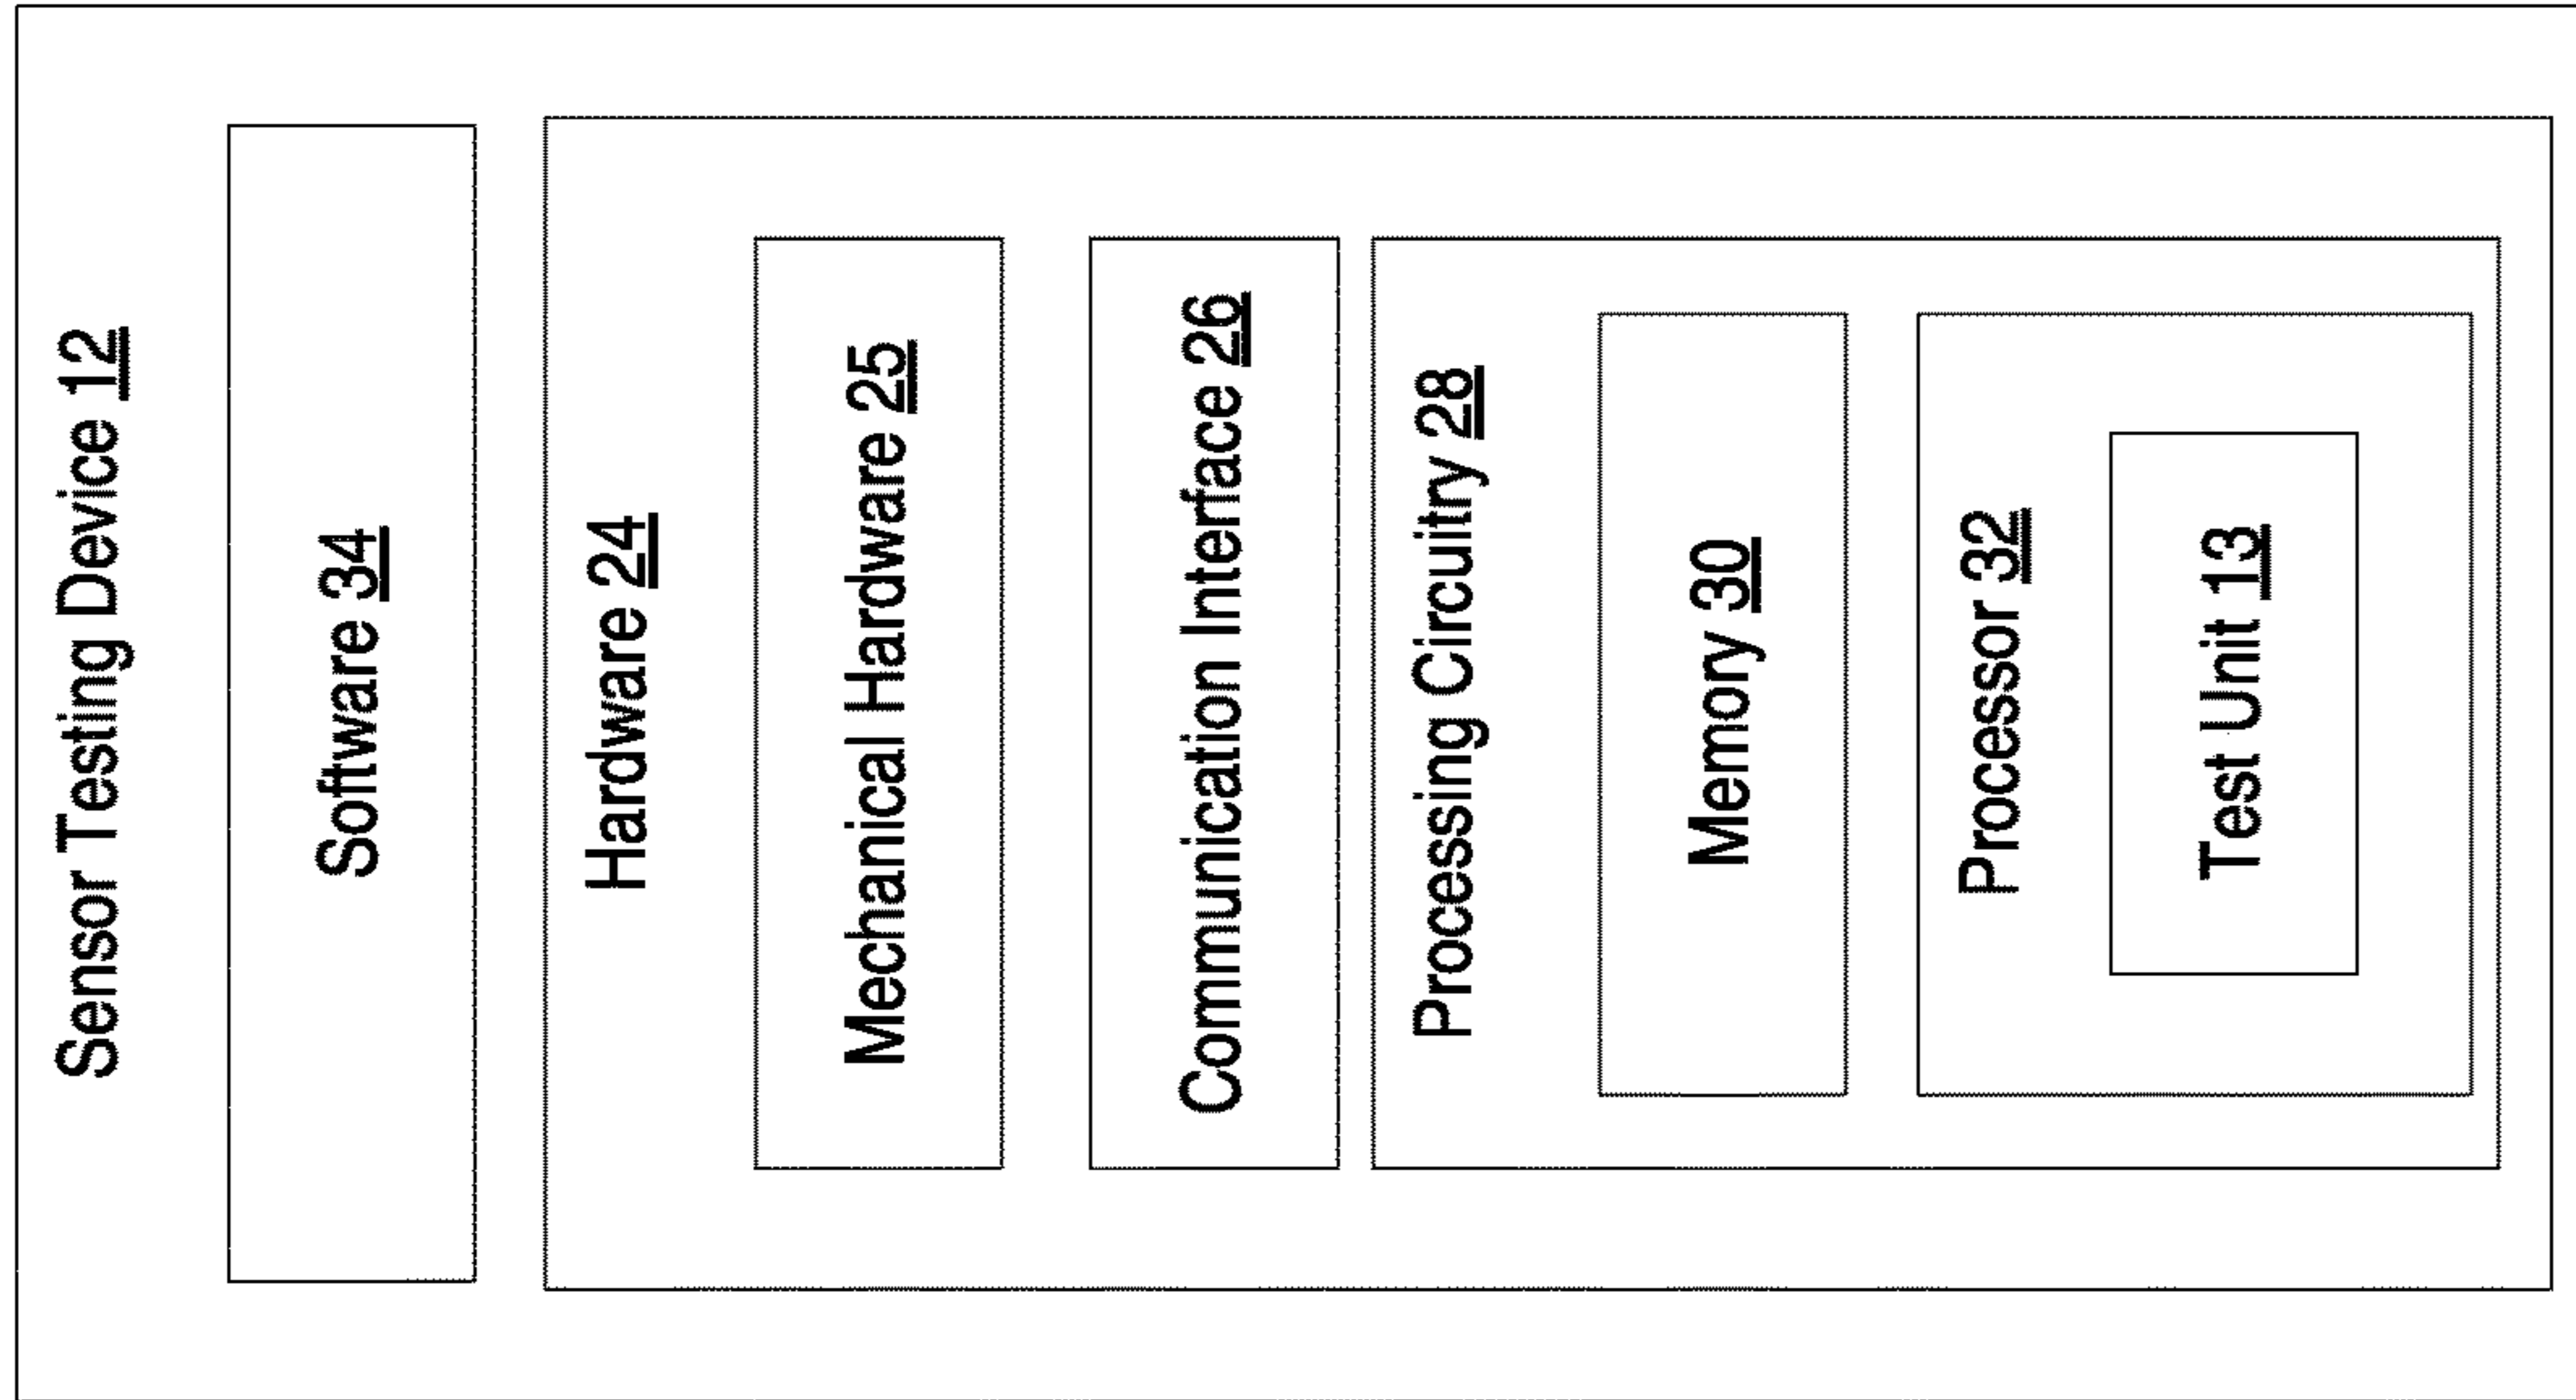 Sensor Testing Device 12
Software 34
Hardware 24
Mechanical Hardware 25
Communication Interface 26
Processing Circuitry 28
Memory 30
Processor 32
Test Unit 13